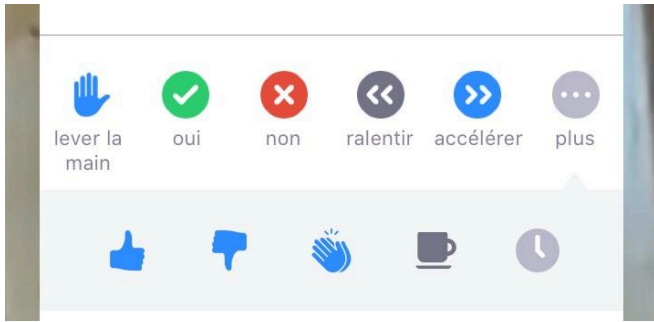 lever la main
oui
non
ralentir
accélérer
plus